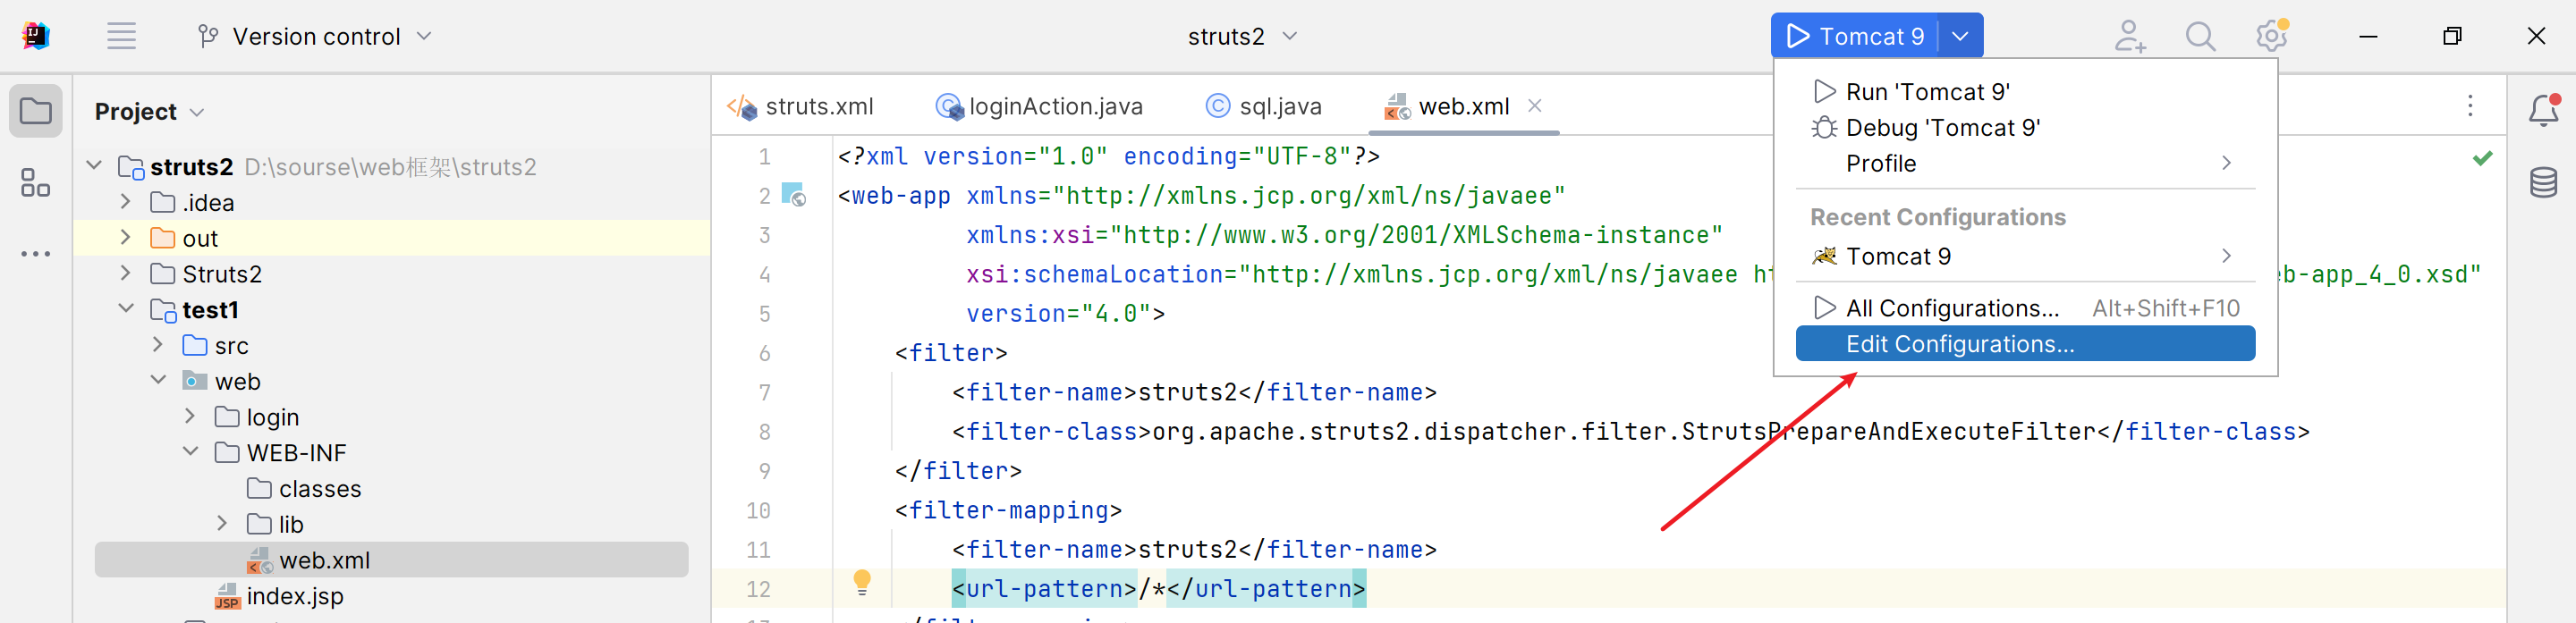 Version control
struts2
Tomcat 9
Project
struts2 D:\sourse\web框架\struts2
.idea
out
Struts2
test1
src
web
login
WEB-INF
classes
lib
web.xml
JSP index.jsp
struts.xml
loginAction.java
sql.java
web.xml
1 <?xml version="1.0" encoding="UTF-8"?>
2 <web-app xmlns="http://xmlns.jcp.org/xml/ns/javaee"
3 xmlns:xsi="http://www.w3.org/2001/XMLSchema-instance"
4 xsi:schemaLocation="http://xmlns.jcp.org/xml/ns/javaee ht b-app_4_0.xsd"
5 version="4.0">
6 <filter>
7 <filter-name>struts2</filter-name>
8 <filter-class>org.apache.struts2.dispatcher.filter.StrutsPrepareAndExecuteFilter</filter-class>
9 </filter>
10 <filter-mapping>
11 <filter-name>struts2</filter-name>
12 <url-pattern>/*</url-pattern>
Run 'Tomcat 9'
Debug 'Tomcat 9'
Profile
Recent Configurations
Tomcat 9
All Configurations... Alt+Shift+F10
Edit Configurations...